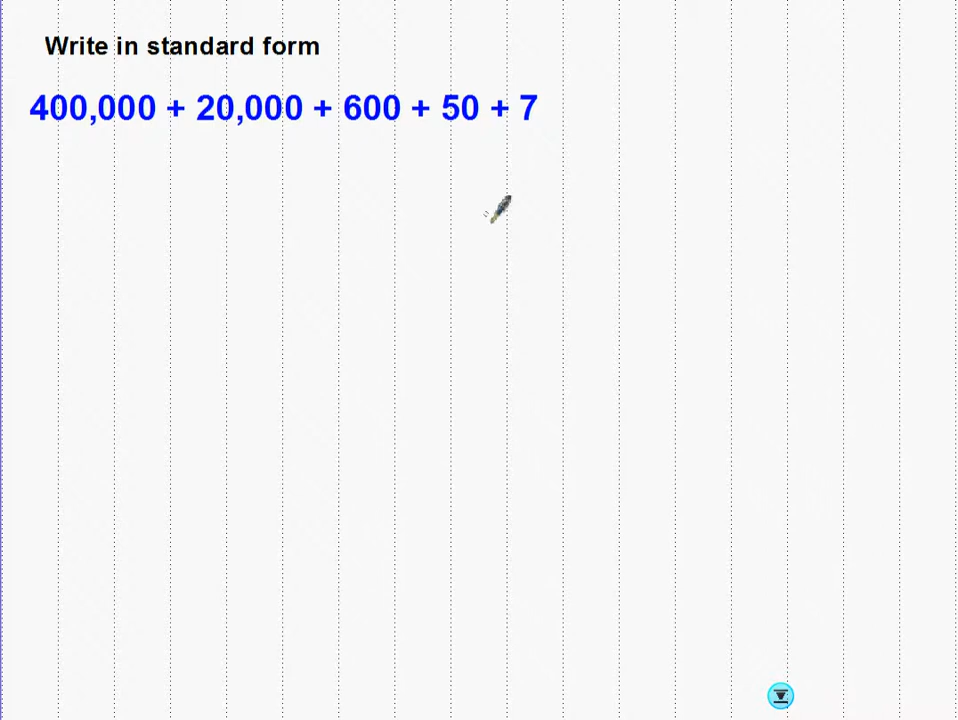 Write in standard form
400,000 + 20,000 + 600 + 50 + 7